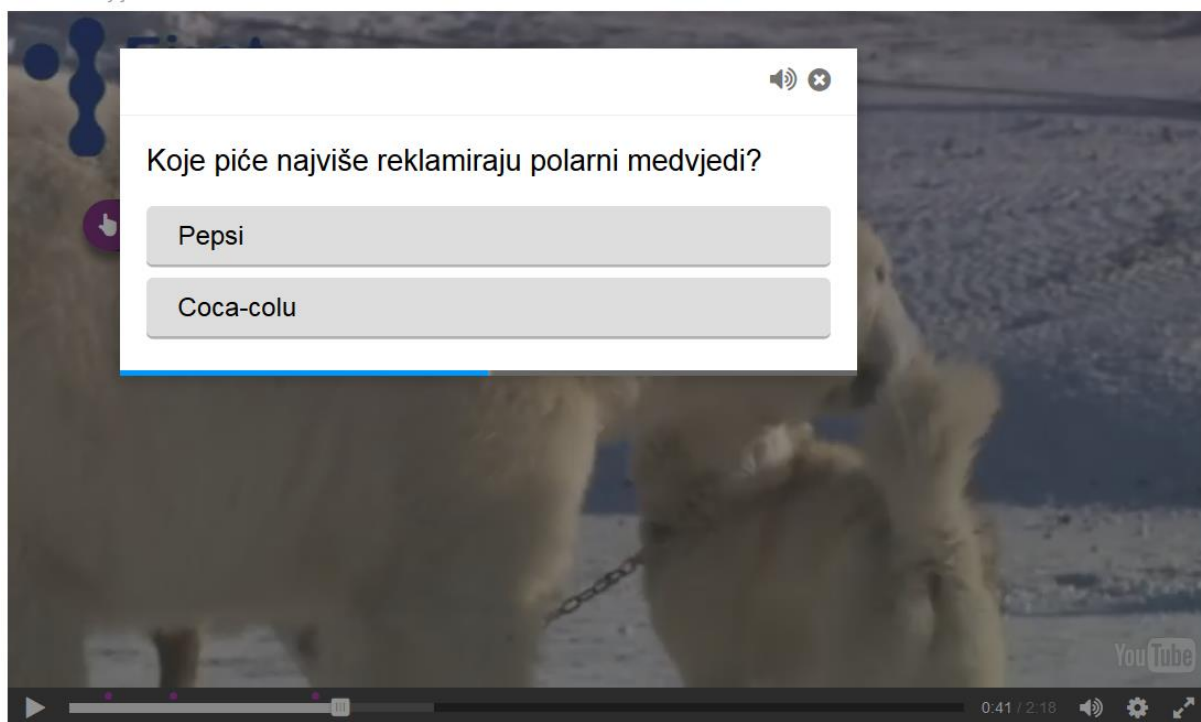 Koje piće najviše reklamiraju polarni medvjedi?
Pepsi
Coca-colu
YouTube
0:41 / 2:18